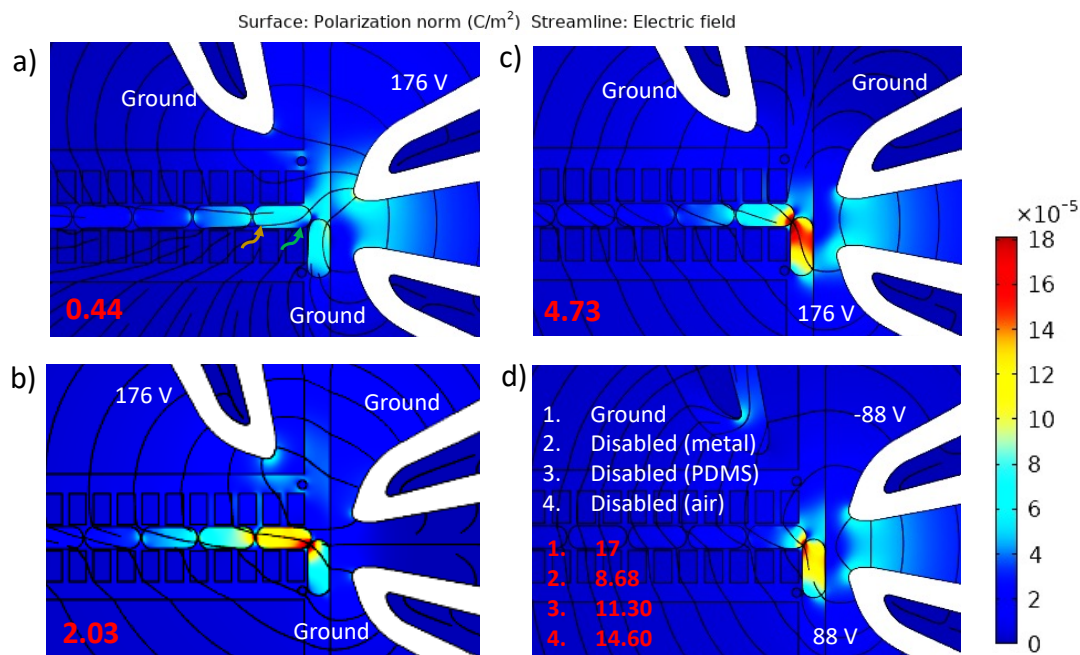 Surface: Polarization norm (C/m²) Streamline: Electric field
a)
Ground
176 V
0.44
Ground
c)
Ground
Ground
4.73
176 V
×10⁻⁵
18
16
14
12
10
8
6
4
2
0
b)
176 V
Ground
2.03
Ground
d)
1. Ground
2. Disabled (metal)
3. Disabled (PDMS)
4. Disabled (air)
-88 V
1. 17
2. 8.68
3. 11.30
4. 14.60
88 V